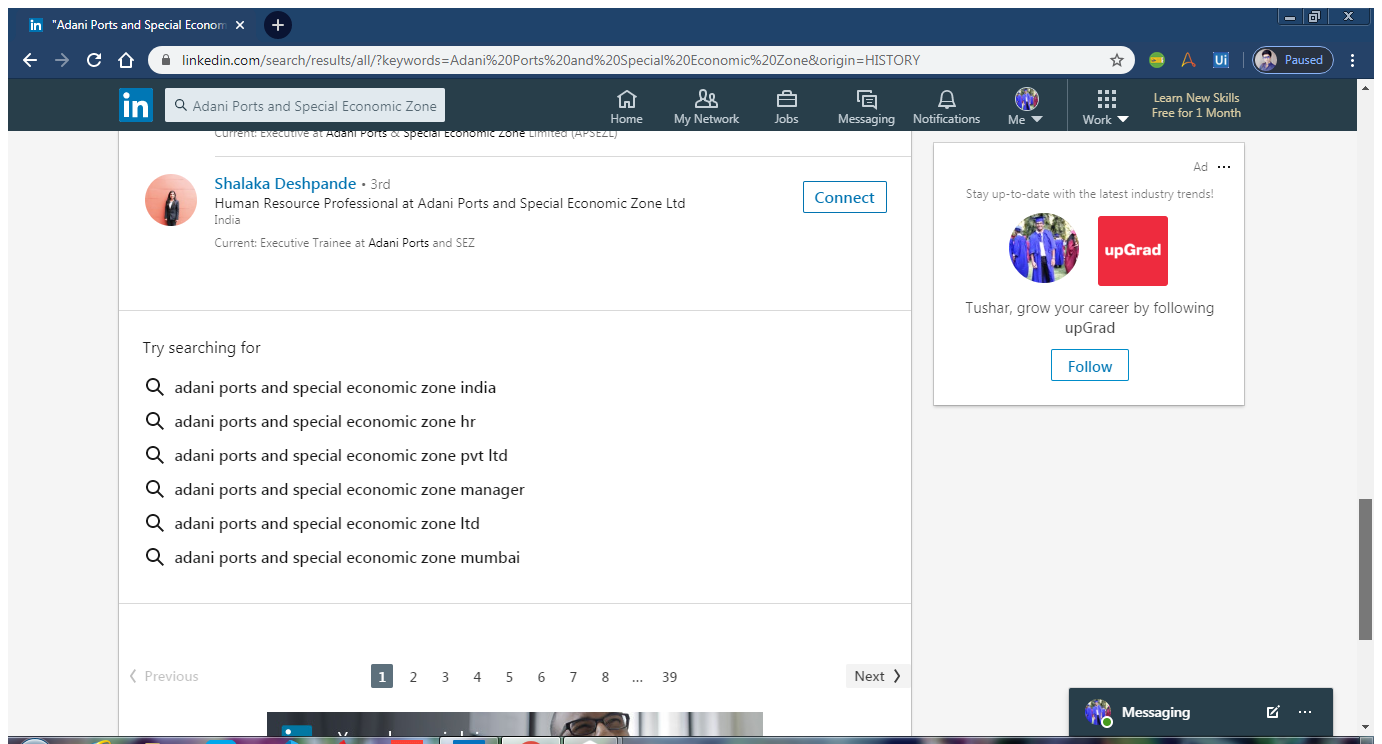 in "Adani Ports and Special Econom
linkedin.com/search/results/all/?keywords=Adani%20Ports%20and%20Special%20Economic%20Zone&origin=HISTORY
Ui
Paused
in
Adani Ports and Special Economic Zone
Home
My Network
Jobs
Messaging
Notifications
Me
Work
Learn New Skills
Free for 1 Month
Current: Executive at Adani Ports & Special Economic Zone Limited (APSEZL)
Shalaka Deshpande • 3rd
Human Resource Professional at Adani Ports and Special Economic Zone Ltd
India
Current: Executive Trainee at Adani Ports and SEZ
Connect
Ad ...
Stay up-to-date with the latest industry trends!
upGrad
Tushar, grow your career by following
upGrad
Follow
Try searching for
adani ports and special economic zone india
adani ports and special economic zone hr
adani ports and special economic zone pvt ltd
adani ports and special economic zone manager
adani ports and special economic zone ltd
adani ports and special economic zone mumbai
Previous 1 2 3 4 5 6 7 8 ... 39 Next
Messaging